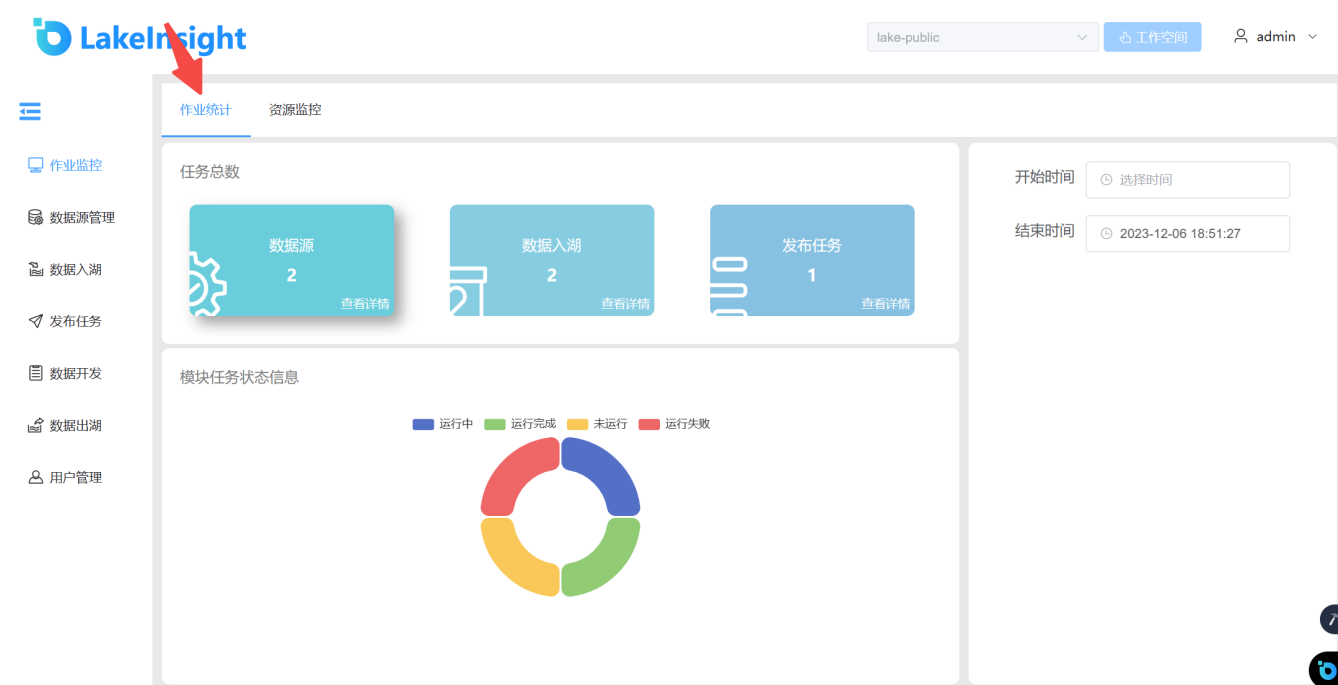 LakeInsight
lake-public
工作空间
admin
作业统计
资源监控
作业监控
数据源管理
数据入湖
发布任务
数据开发
数据出湖
用户管理
任务总数
数据源
2
查看详情
数据入湖
2
查看详情
发布任务
1
查看详情
开始时间
选择时间
结束时间
2023-12-06 18:51:27
模块任务状态信息
运行中
运行完成
未运行
运行失败